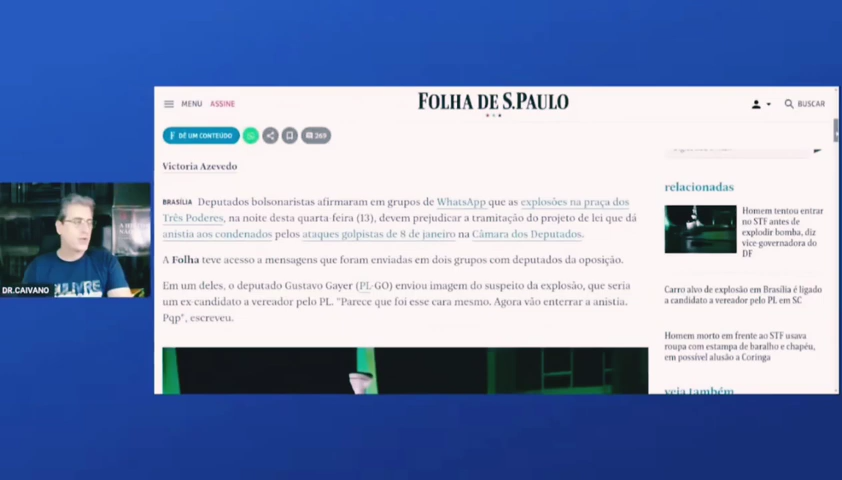 MENU ASSINE
FOLHA DE S.PAULO
BUSCAR
F DÊ UM CONTEÚDO
269
Victoria Azevedo
BRASÍLIA Deputados bolsonaristas afirmaram em grupos de WhatsApp que as explosões na praça dos
Três Poderes, na noite desta quarta-feira (13), devem prejudicar a tramitação do projeto de lei que dá
anistia aos condenados pelos ataques golpistas de 8 de janeiro na Câmara dos Deputados.
A Folha teve acesso a mensagens que foram enviadas em dois grupos com deputados da oposição.
Em um deles, o deputado Gustavo Gayer (PL-GO) enviou imagem do suspeito da explosão, que seria
um ex-candidato a vereador pelo PL. "Parece que foi esse cara mesmo. Agora vão enterrar a anistia.
Pqp", escreveu.
relacionadas
Homem tentou entrar
no STF antes de
explodir bomba, diz
vice-governadora do
DF
Carro alvo de explosão em Brasília é ligado
a candidato a vereador pelo PL em SC
Homem morto em frente ao STF usava
roupa com estampa de baralho e chapéu,
em possível alusão a Coringa
veja também
DR.CAIVANO